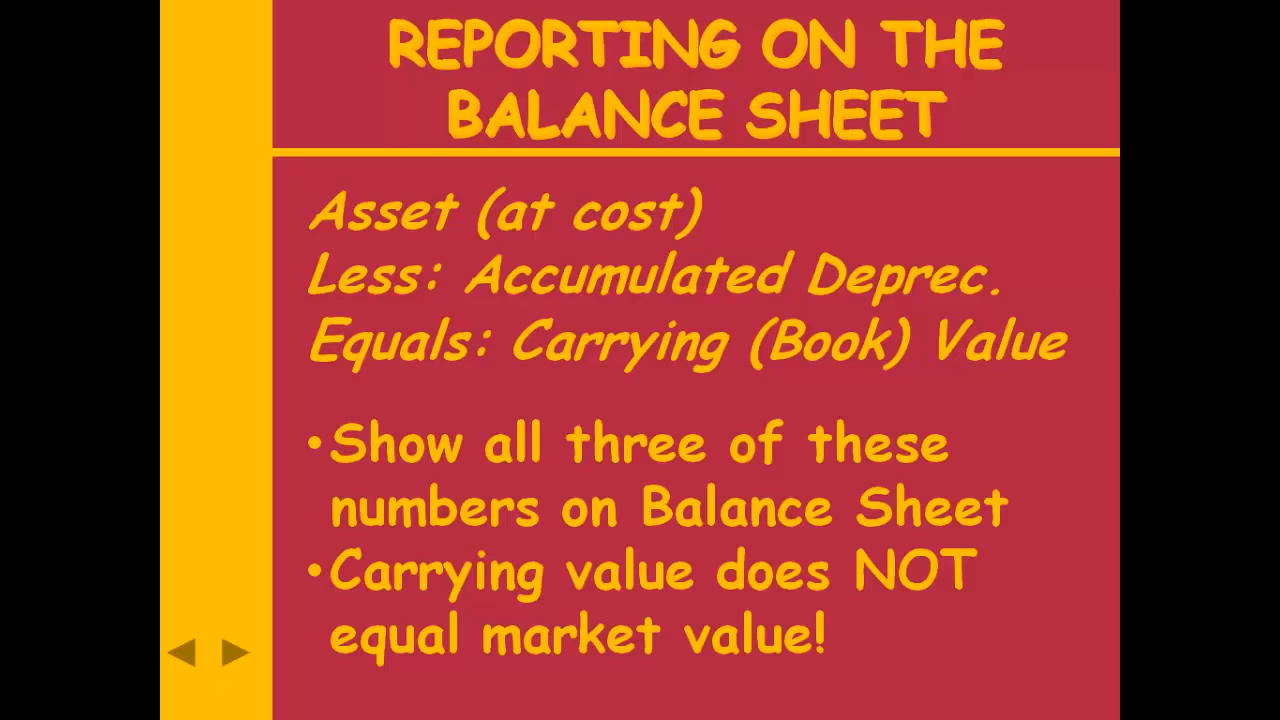 REPORTING ON THE
BALANCE SHEET
Asset (at cost)
Less: Accumulated Deprec.
Equals: Carrying (Book) Value
•Show all three of these
numbers on Balance Sheet
•Carrying value does NOT
equal market value!